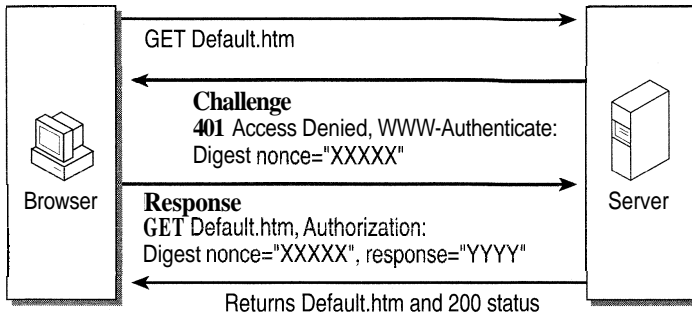 GET Default.htm
Challenge
401 Access Denied, WWW-Authenticate:
Digest nonce="XXXXX"
Browser
Server
Response
GET Default.htm, Authorization:
Digest nonce="XXXXX", response="YYYY"
Returns Default.htm and 200 status